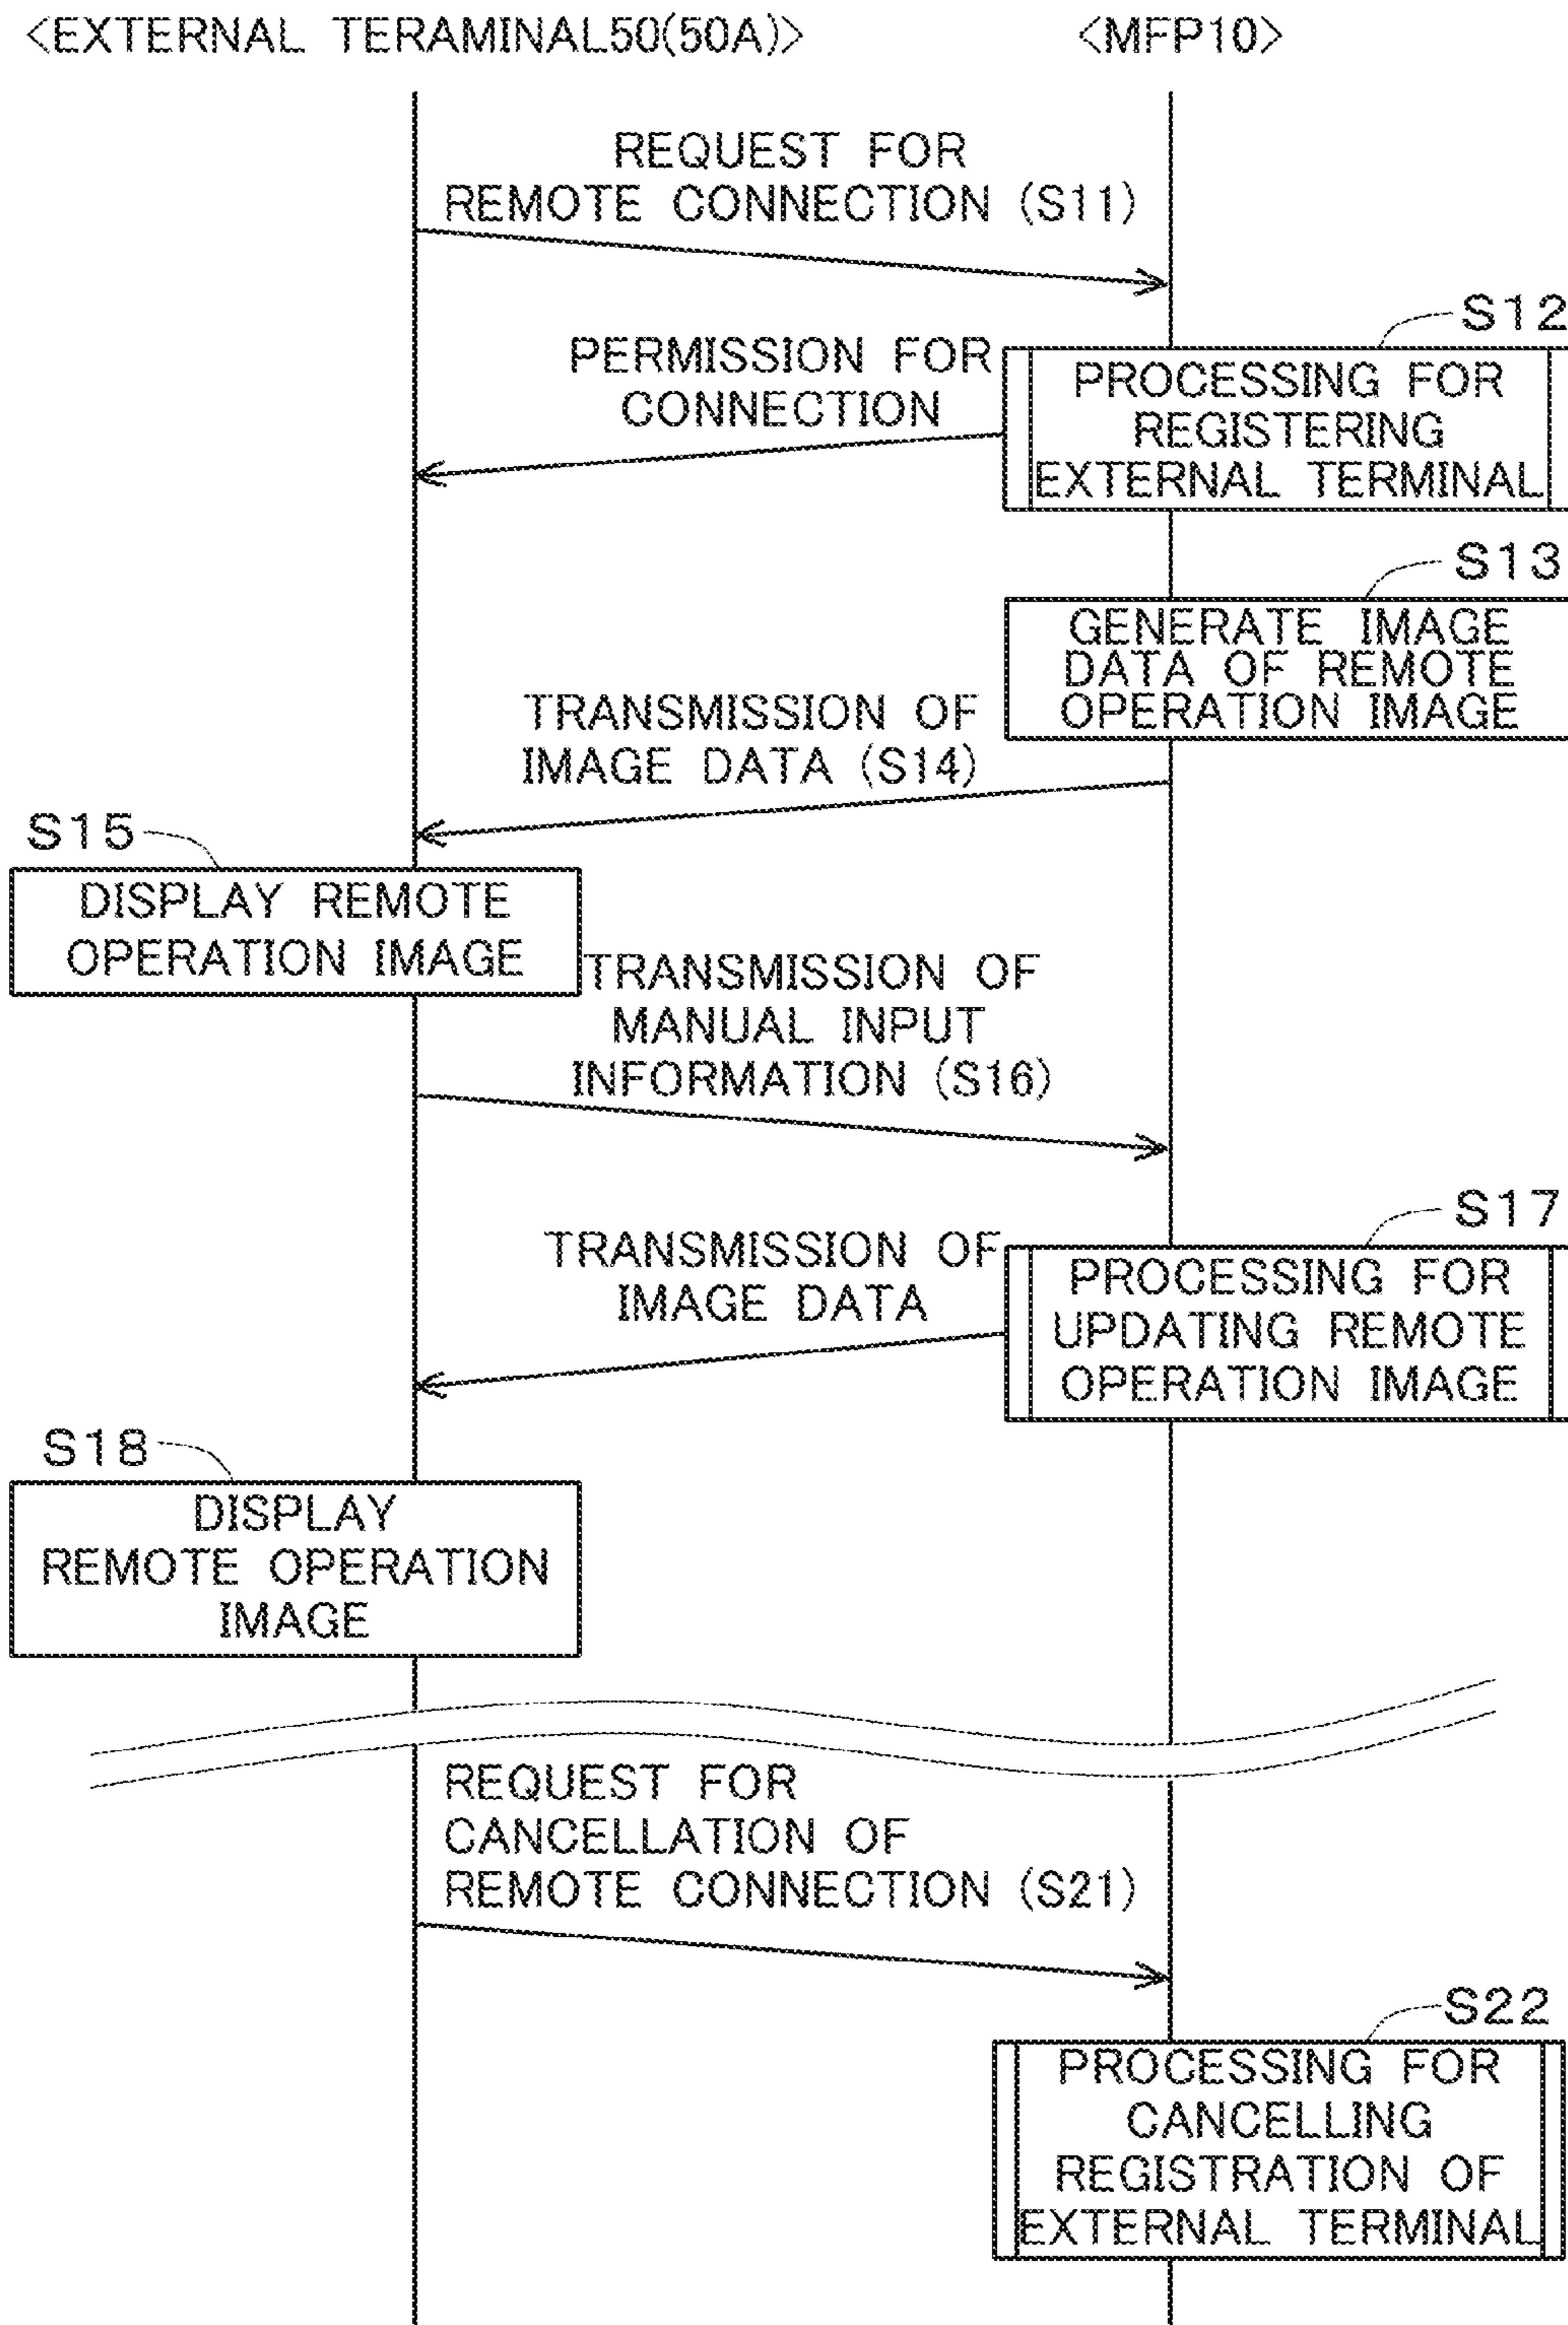 <EXTERNAL TERAMINAL50(50A)>
<MFP10>
REQUEST FOR
REMOTE CONNECTION (S11)
S12
PERMISSION FOR
CONNECTION
PROCESSING FOR
REGISTERING
EXTERNAL TERMINAL
S13
GENERATE IMAGE
DATA OF REMOTE
OPERATION IMAGE
TRANSMISSION OF
IMAGE DATA (S14)
S15
DISPLAY REMOTE
OPERATION IMAGE
TRANSMISSION OF
MANUAL INPUT
INFORMATION (S16)
S17
TRANSMISSION OF
IMAGE DATA
PROCESSING FOR
UPDATING REMOTE
OPERATION IMAGE
S18
DISPLAY
REMOTE OPERATION
IMAGE
REQUEST FOR
CANCELLATION OF
REMOTE CONNECTION (S21)
S22
PROCESSING FOR
CANCELLING
REGISTRATION OF
EXTERNAL TERMINAL